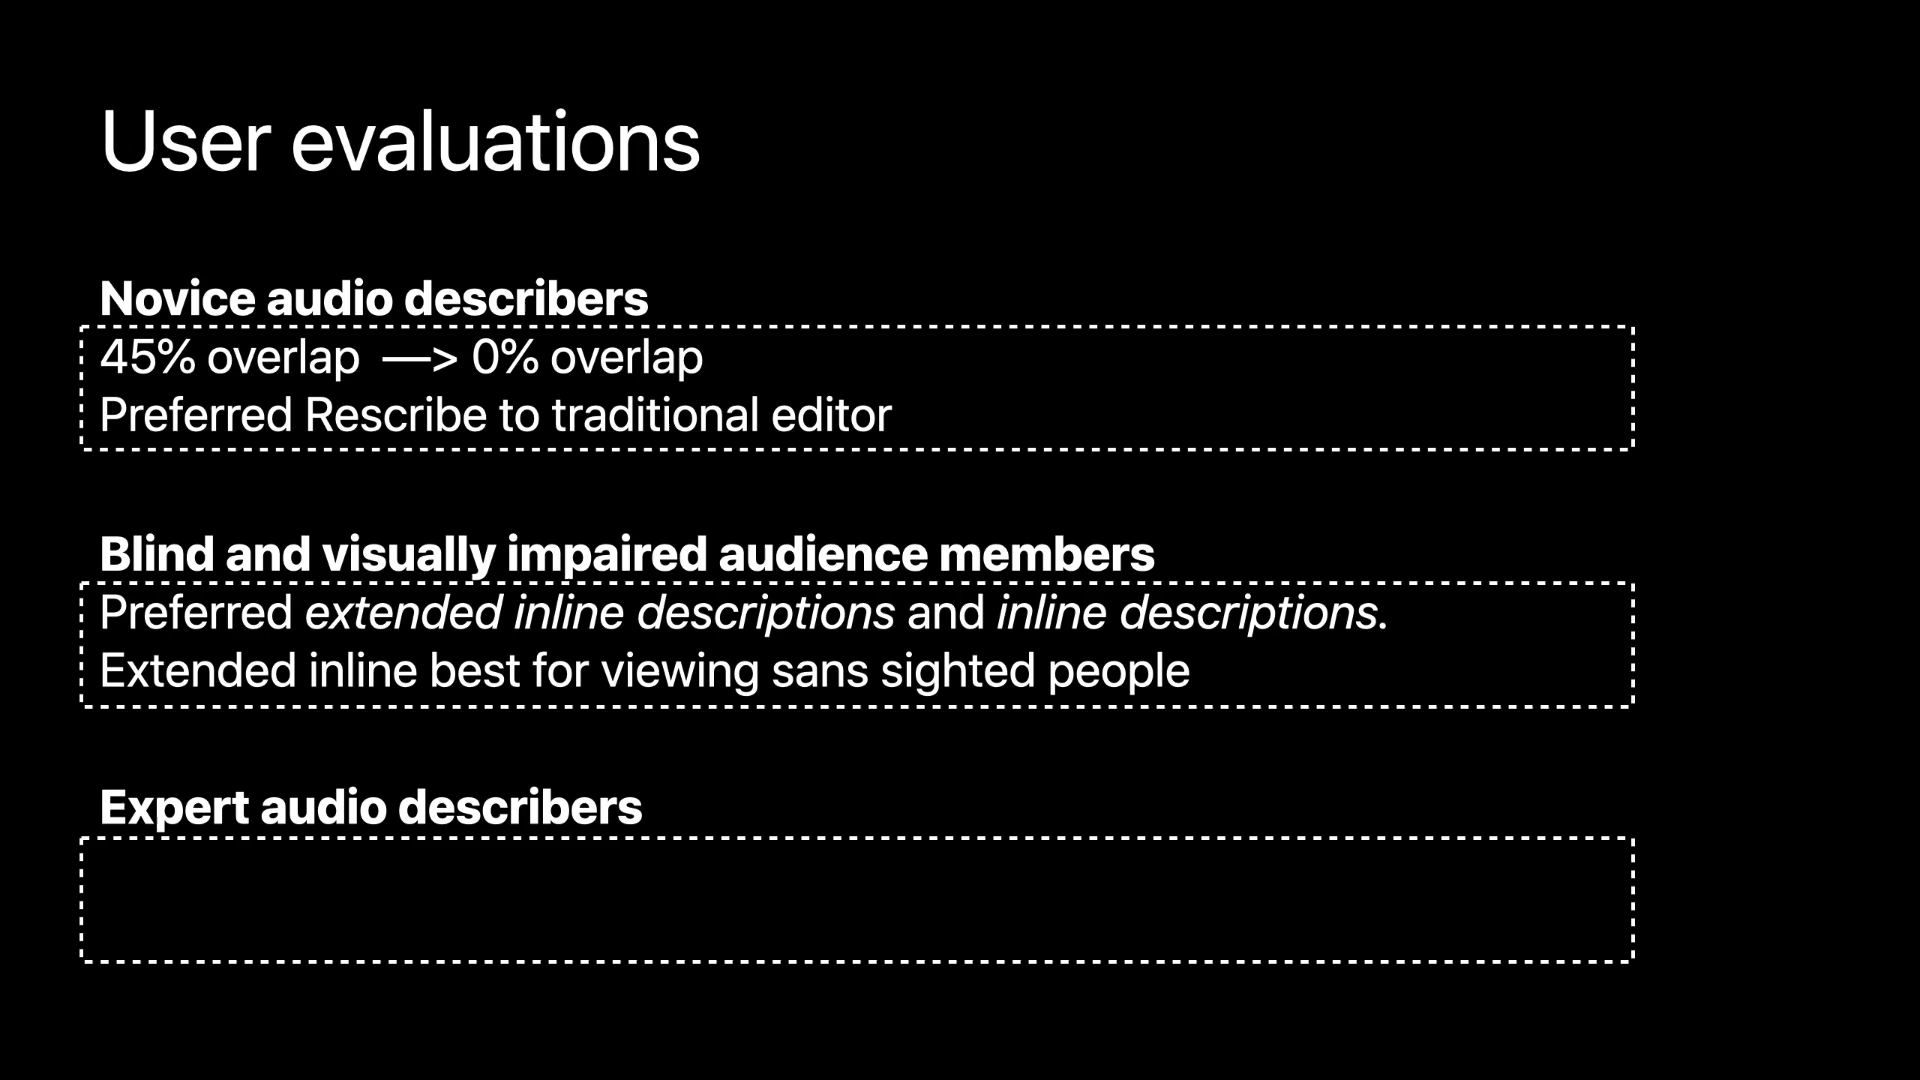 User evaluations
Novice audio describers
45% overlap —> 0% overlap
Preferred Rescribe to traditional editor
Blind and visually impaired audience members
Preferred extended inline descriptions and inline descriptions.
Extended inline best for viewing sans sighted people
Expert audio describers